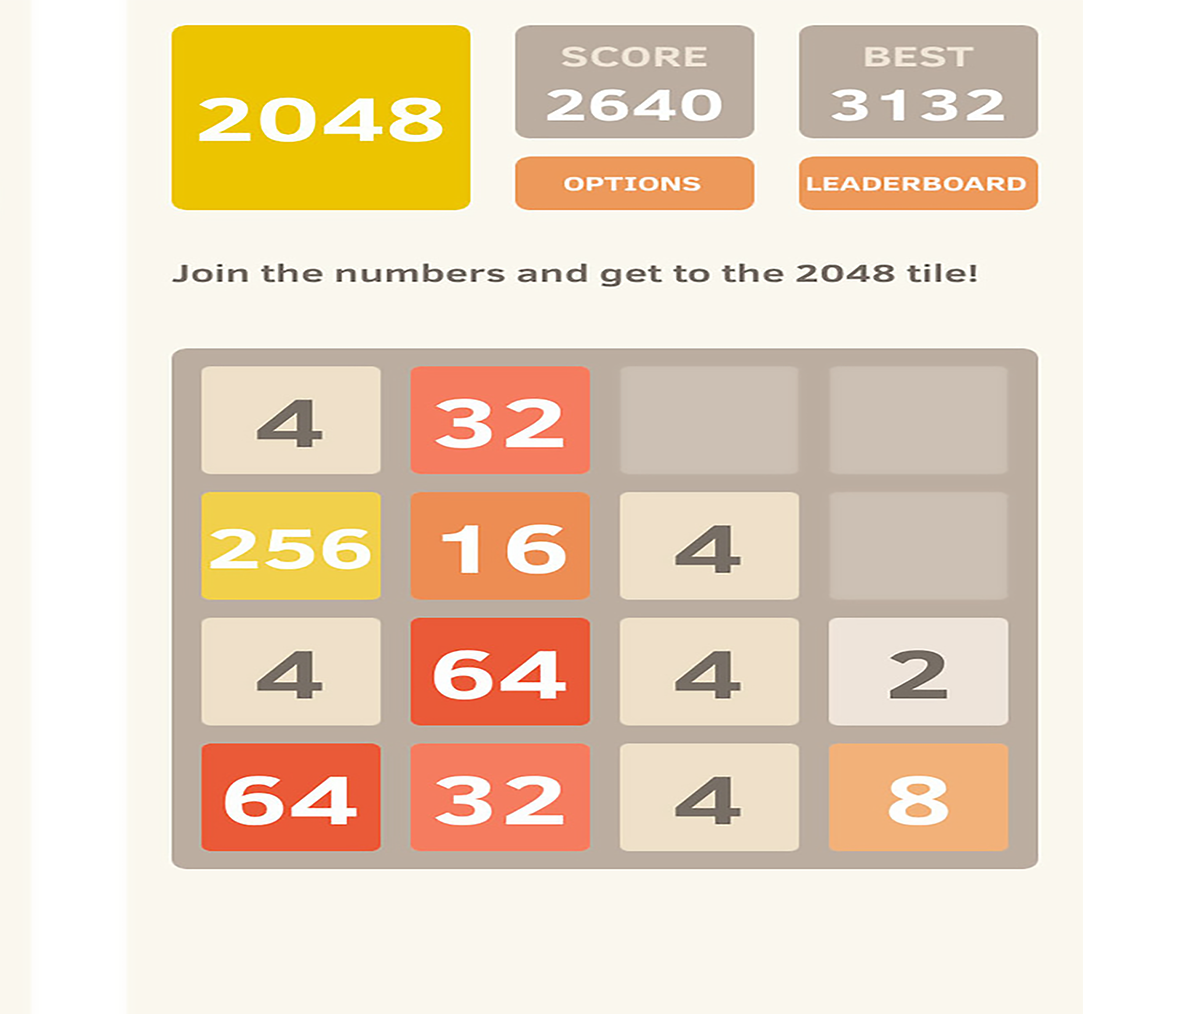 2048
SCORE
2640
BEST
3132
OPTIONS
LEADERBOARD
Join the numbers and get to the 2048 tile!
4 32
256 16 4
4 64 4 2
64 32 4 8